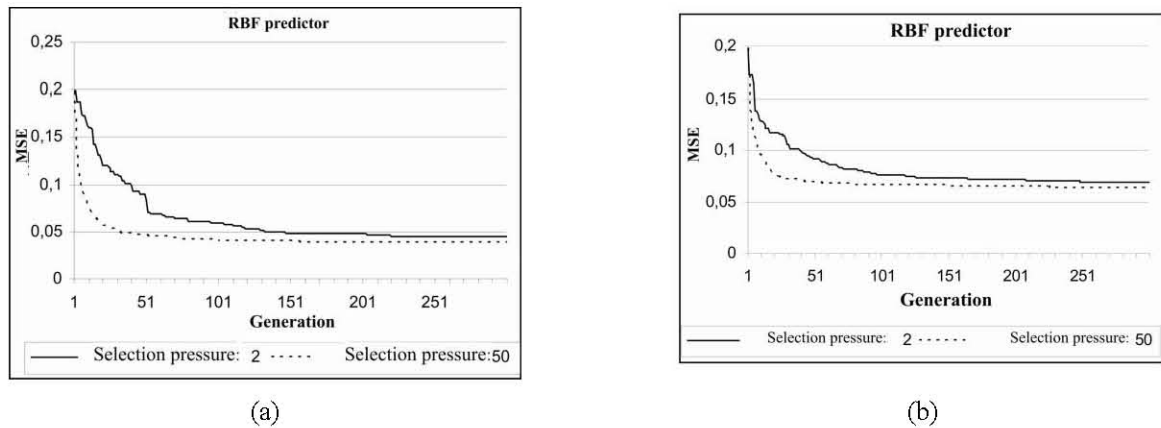 RBF predictor
0,25
0,2
0,15
0,1
0,05
0
MSE
1 51 101 151 201 251
Generation
Selection pressure: 2 Selection pressure:50
(a)
RBF predictor
0,2
0,15
0,1
0,05
0
MSE
1 51 101 151 201 251
Generation
Selection pressure: 2 Selection pressure: 50
(b)